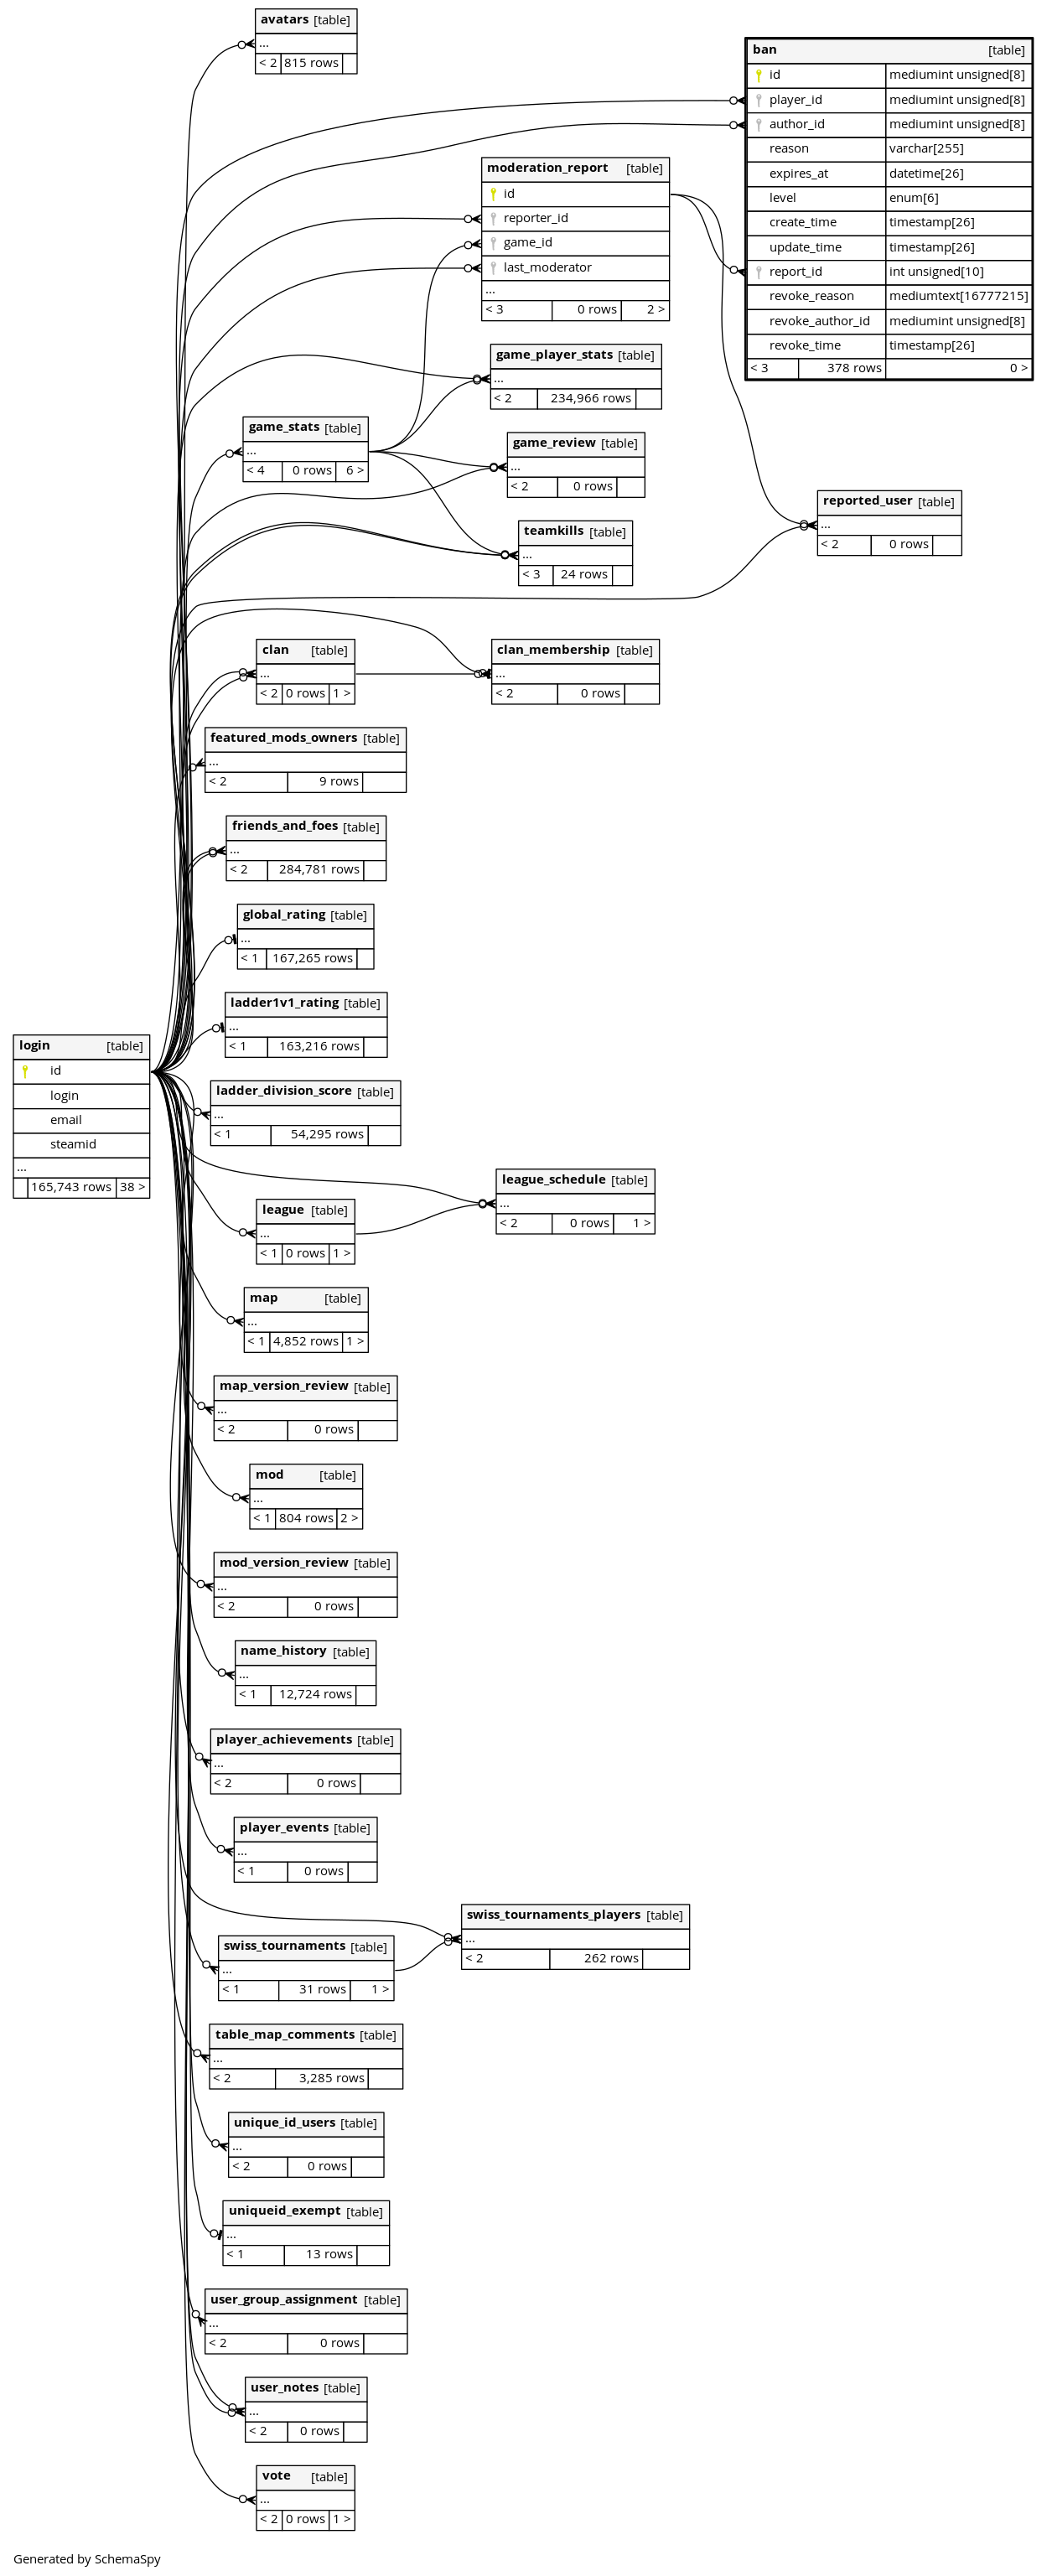 avatars [table]
...
< 2 815 rows
ban [table]
id mediumint unsigned[8]
player_id mediumint unsigned[8]
author_id mediumint unsigned[8]
reason varchar[255]
expires_at datetime[26]
level enum[6]
create_time timestamp[26]
update_time timestamp[26]
report_id int unsigned[10]
revoke_reason mediumtext[16777215]
revoke_author_id mediumint unsigned[8]
revoke_time timestamp[26]
< 3 378 rows 0 >
moderation_report [table]
id
reporter_id
game_id
last_moderator
...
< 3 0 rows 2 >
game_player_stats [table]
...
< 2 234,966 rows
game_stats [table]
...
< 4 0 rows 6 >
game_review [table]
...
< 2 0 rows
reported_user [table]
...
< 2 0 rows
teamkills [table]
...
< 3 24 rows
clan [table]
...
< 2 0 rows 1 >
clan_membership [table]
...
< 2 0 rows
featured_mods_owners [table]
...
< 2 9 rows
friends_and_foes [table]
...
< 2 284,781 rows
global_rating [table]
...
< 1 167,265 rows
ladder1v1_rating [table]
...
< 1 163,216 rows
login [table]
id
login
email
steamid
...
165,743 rows 38 >
ladder_division_score [table]
...
< 1 54,295 rows
league_schedule [table]
...
< 2 0 rows 1 >
league [table]
...
< 1 0 rows 1 >
map [table]
...
< 1 4,852 rows 1 >
map_version_review [table]
...
< 2 0 rows
mod [table]
...
< 1 804 rows 2 >
mod_version_review [table]
...
< 2 0 rows
name_history [table]
...
< 1 12,724 rows
player_achievements [table]
...
< 2 0 rows
player_events [table]
...
< 1 0 rows
swiss_tournaments_players [table]
...
< 2 262 rows
swiss_tournaments [table]
...
< 1 31 rows 1 >
table_map_comments [table]
...
< 2 3,285 rows
unique_id_users [table]
...
< 2 0 rows
uniqueid_exempt [table]
...
< 1 13 rows
user_group_assignment [table]
...
< 2 0 rows
user_notes [table]
...
< 2 0 rows
vote [table]
...
< 2 0 rows 1 >
Generated by SchemaSpy